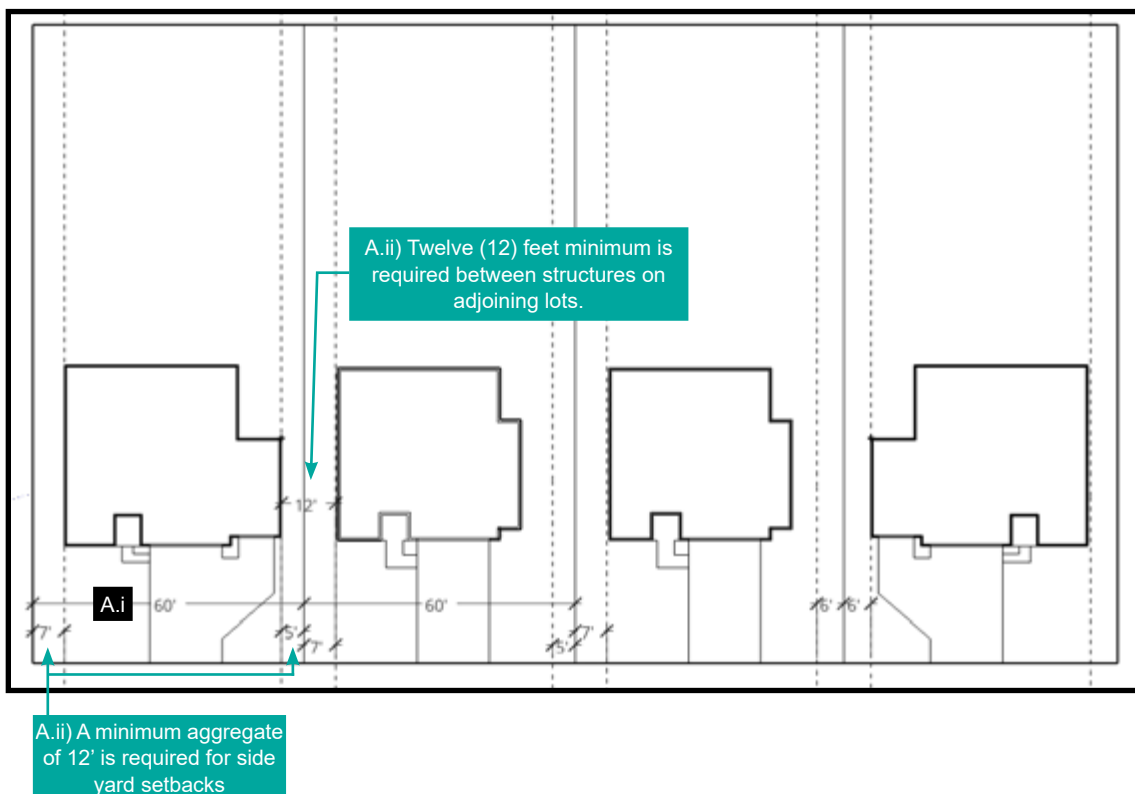 A.ii) Twelve (12) feet minimum is
required between structures on
adjoining lots.
12'
A.i
60'
60'
6'
6'
7'
5'
7'
5'
7'
A.ii) A minimum aggregate
of 12’ is required for side
yard setbacks